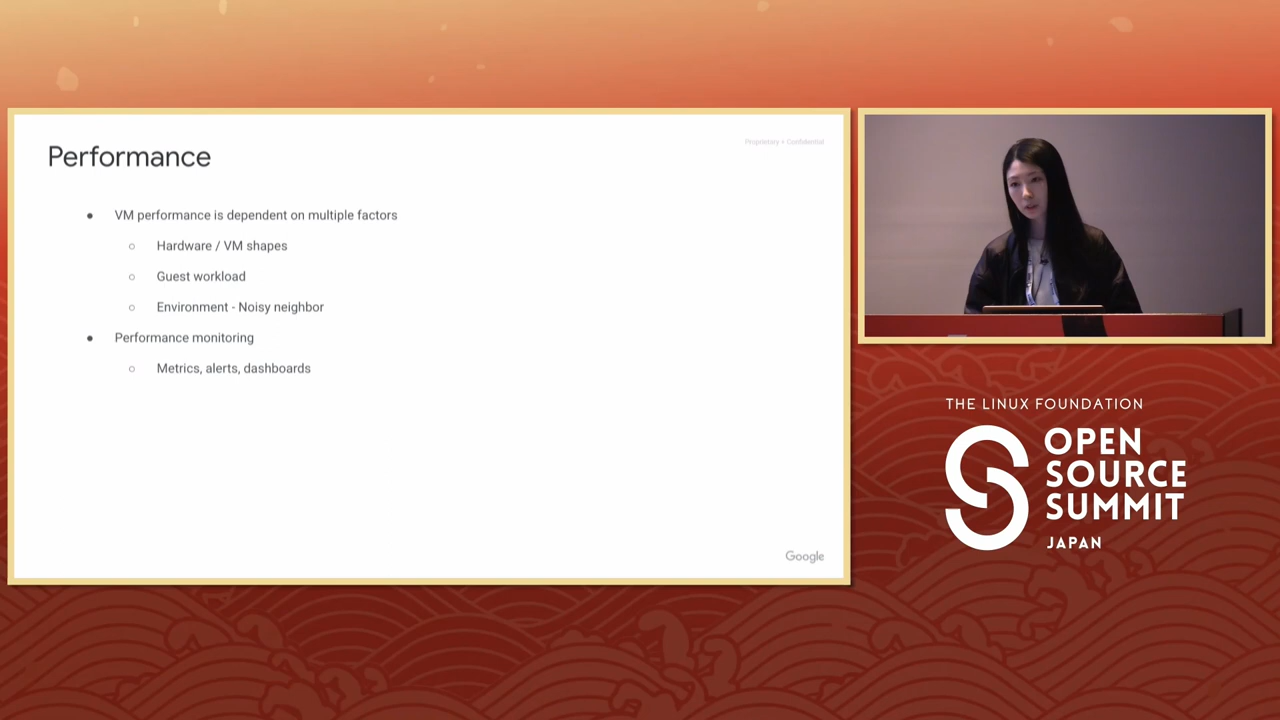 Performance
Proprietary + Confidential
● VM performance is dependent on multiple factors
○ Hardware / VM shapes
○ Guest workload
○ Environment - Noisy neighbor
● Performance monitoring
○ Metrics, alerts, dashboards
Google
THE LINUX FOUNDATION
OPEN
SOURCE
SUMMIT
JAPAN